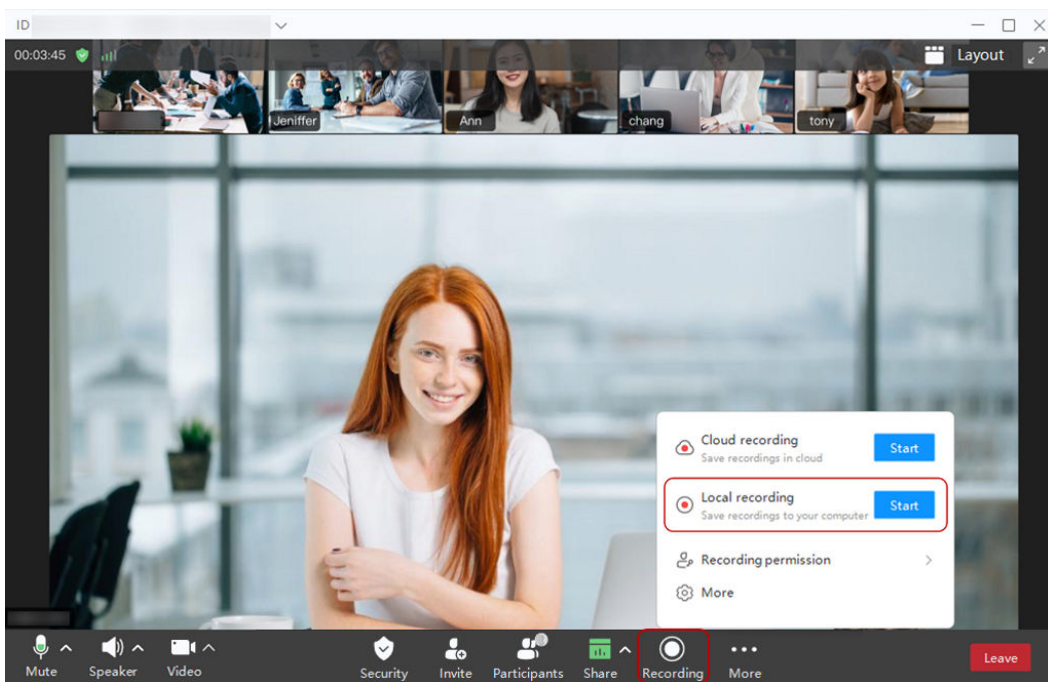 ID
00:03:45
Layout
Jeniffer
Ann
chang
tony
Cloud recording
Save recordings in cloud
Start
Local recording
Save recordings to your computer
Start
Recording permission
More
Mute
Speaker
Video
Security
Invite
Participants
Share
Recording
More
Leave